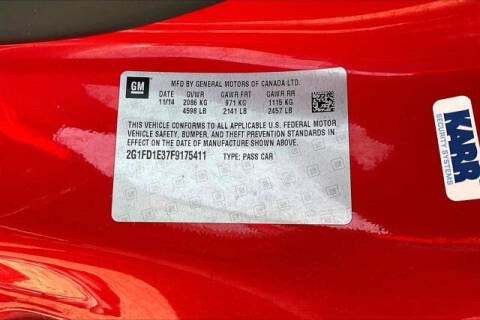 GM
MFD BY GENERAL MOTORS OF CANADA LTD.
DATE GVWR GAWR FRT GAWR RR
11/14 2086 KG 971 KG 1115 KG
4598 LB 2141 LB 2457 LB
THIS VEHICLE CONFORMS TO ALL APPLICABLE U.S. FEDERAL MOTOR
VEHICLE SAFETY, BUMPER, AND THEFT PREVENTION STANDARDS IN
EFFECT ON THE DATE OF MANUFACTURE SHOWN ABOVE.
2G1FD1E37F9175411 TYPE: PASS CAR
KARR
SECURITY SYSTEMS